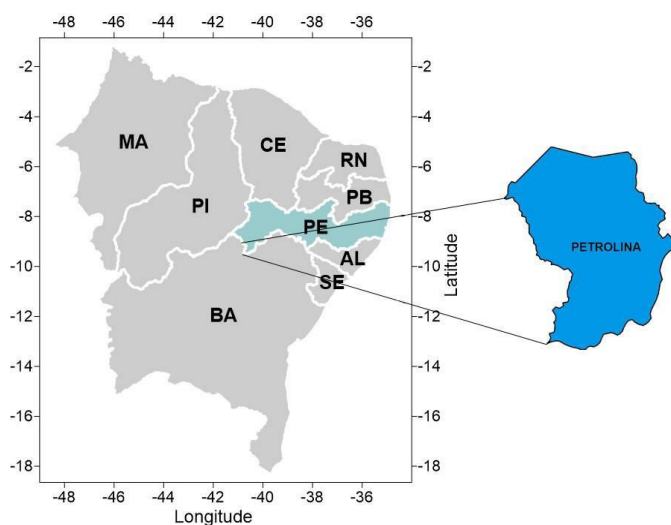 -48 -46 -44 -42 -40 -38 -36
-2 -2
-4 -4
-6 -6
-8 -8
-10 -10
-12 -12
-14 -14
-16 -16
-18 -18
MA
CE
RN
PB
PI
PE
AL
SE
BA
Latitude
PETROLINA
-48 -46 -44 -42 -40 -38 -36
Longitude